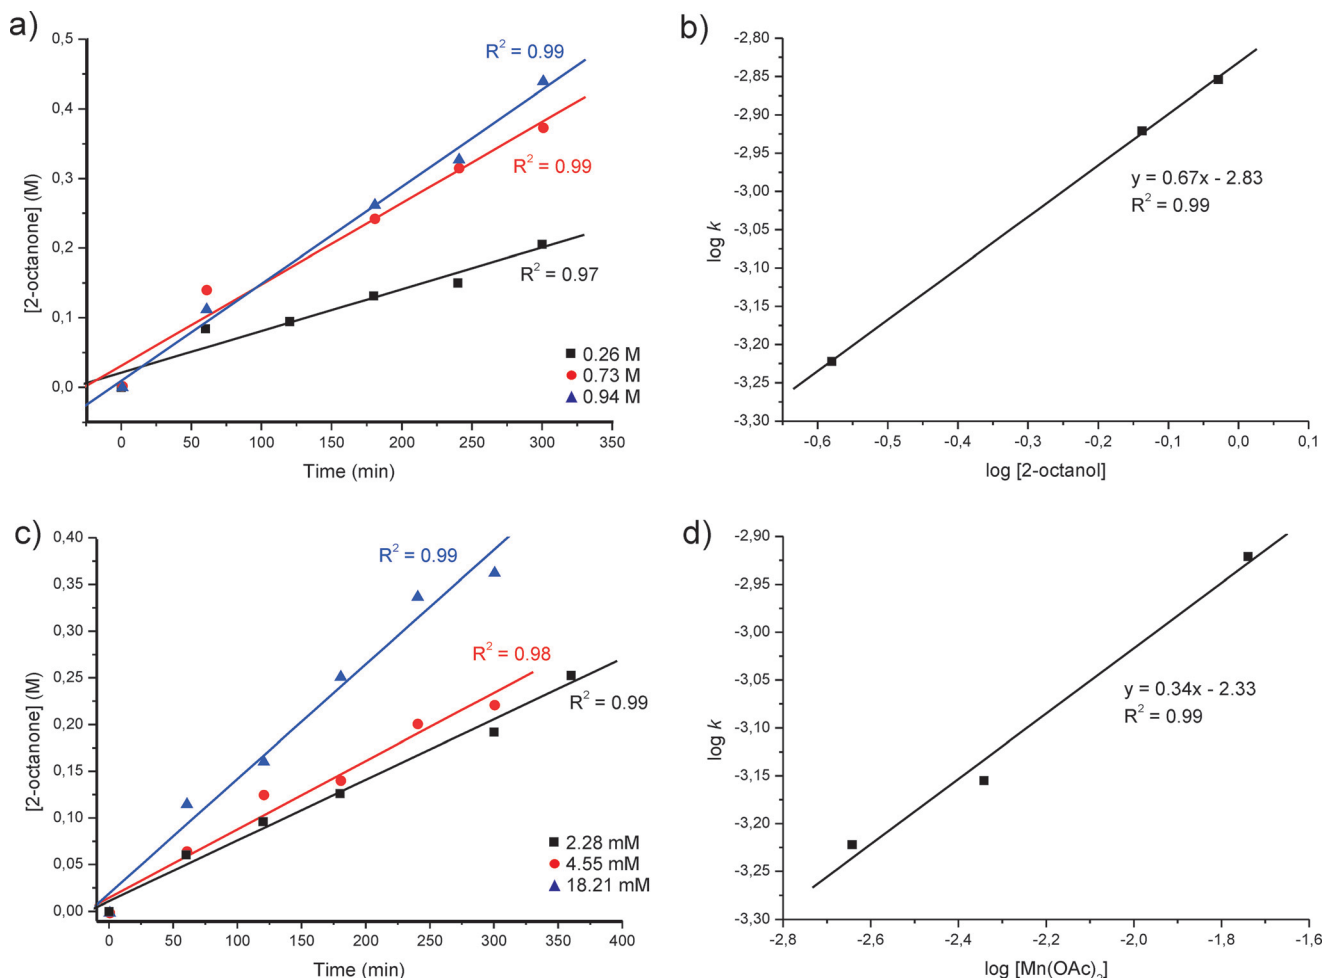 a)
0,5
0,4
0,3
0,2
0,1
0,0
[2-octanone] (M)
R² = 0.99
R² = 0.99
R² = 0.97
0.26 M
0.73 M
0.94 M
0 50 100 150 200 250 300 350
Time (min)
b)
-2,80
-2,85
-2,90
-2,95
-3,00
-3,05
-3,10
-3,15
-3,20
-3,25
-3,30
log k
y = 0.67x - 2.83
R² = 0.99
-0,6 -0,5 -0,4 -0,3 -0,2 -0,1 0,0 0,1
log [2-octanol]
c)
0,40
0,35
0,30
0,25
0,20
0,15
0,10
0,05
0,00
[2-octanone] (M)
R² = 0.99
R² = 0.98
R² = 0.99
2.28 mM
4.55 mM
18.21 mM
0 50 100 150 200 250 300 350 400
Time (min)
d)
-2,90
-2,95
-3,00
-3,05
-3,10
-3,15
-3,20
-3,25
-3,30
log k
y = 0.34x - 2.33
R² = 0.99
-2,8 -2,6 -2,4 -2,2 -2,0 -1,8 -1,6
log [Mn(OAc)₂]